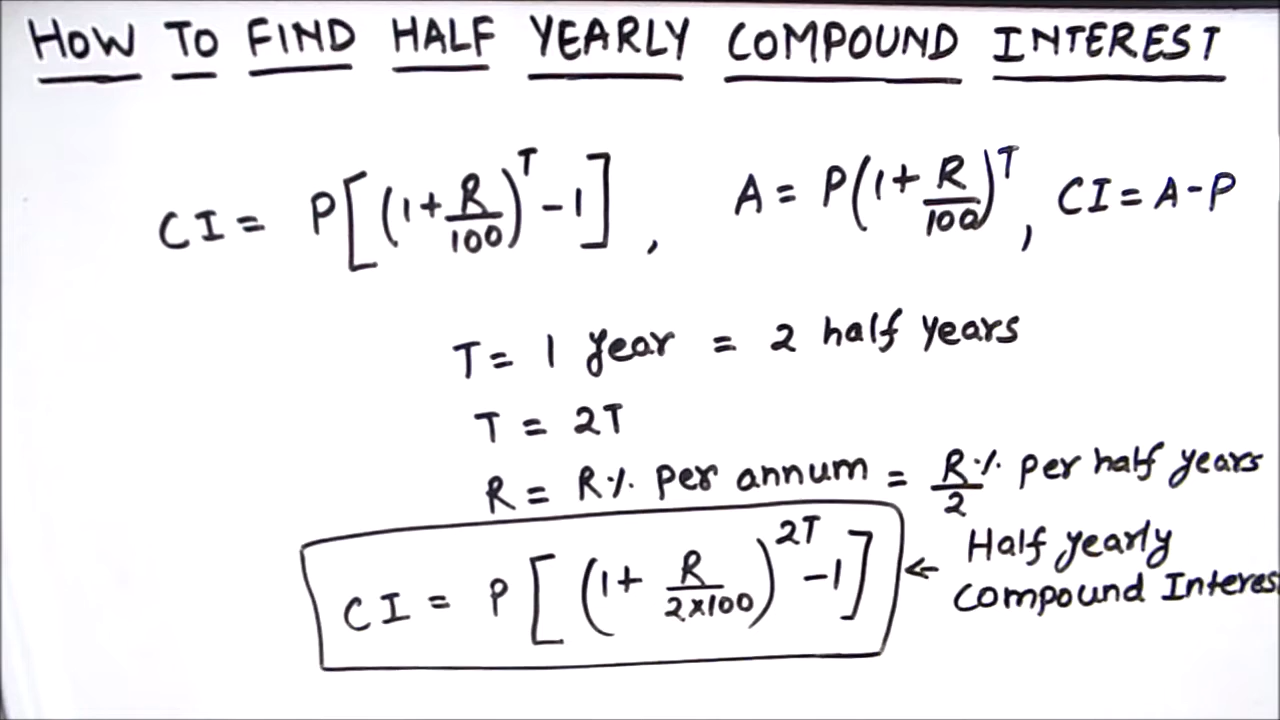 HOW TO FIND HALF YEARLY COMPOUND INTEREST
CI = P[(1+R/100)^T -1] , A = P(1+R/100)^T , CI = A-P
T = 1 year = 2 half years
T = 2T
R = R% per annum = R/2 % per half years
CI = P[(1+ R/2x100)^2T -1] ← Half yearly
Compound Interes